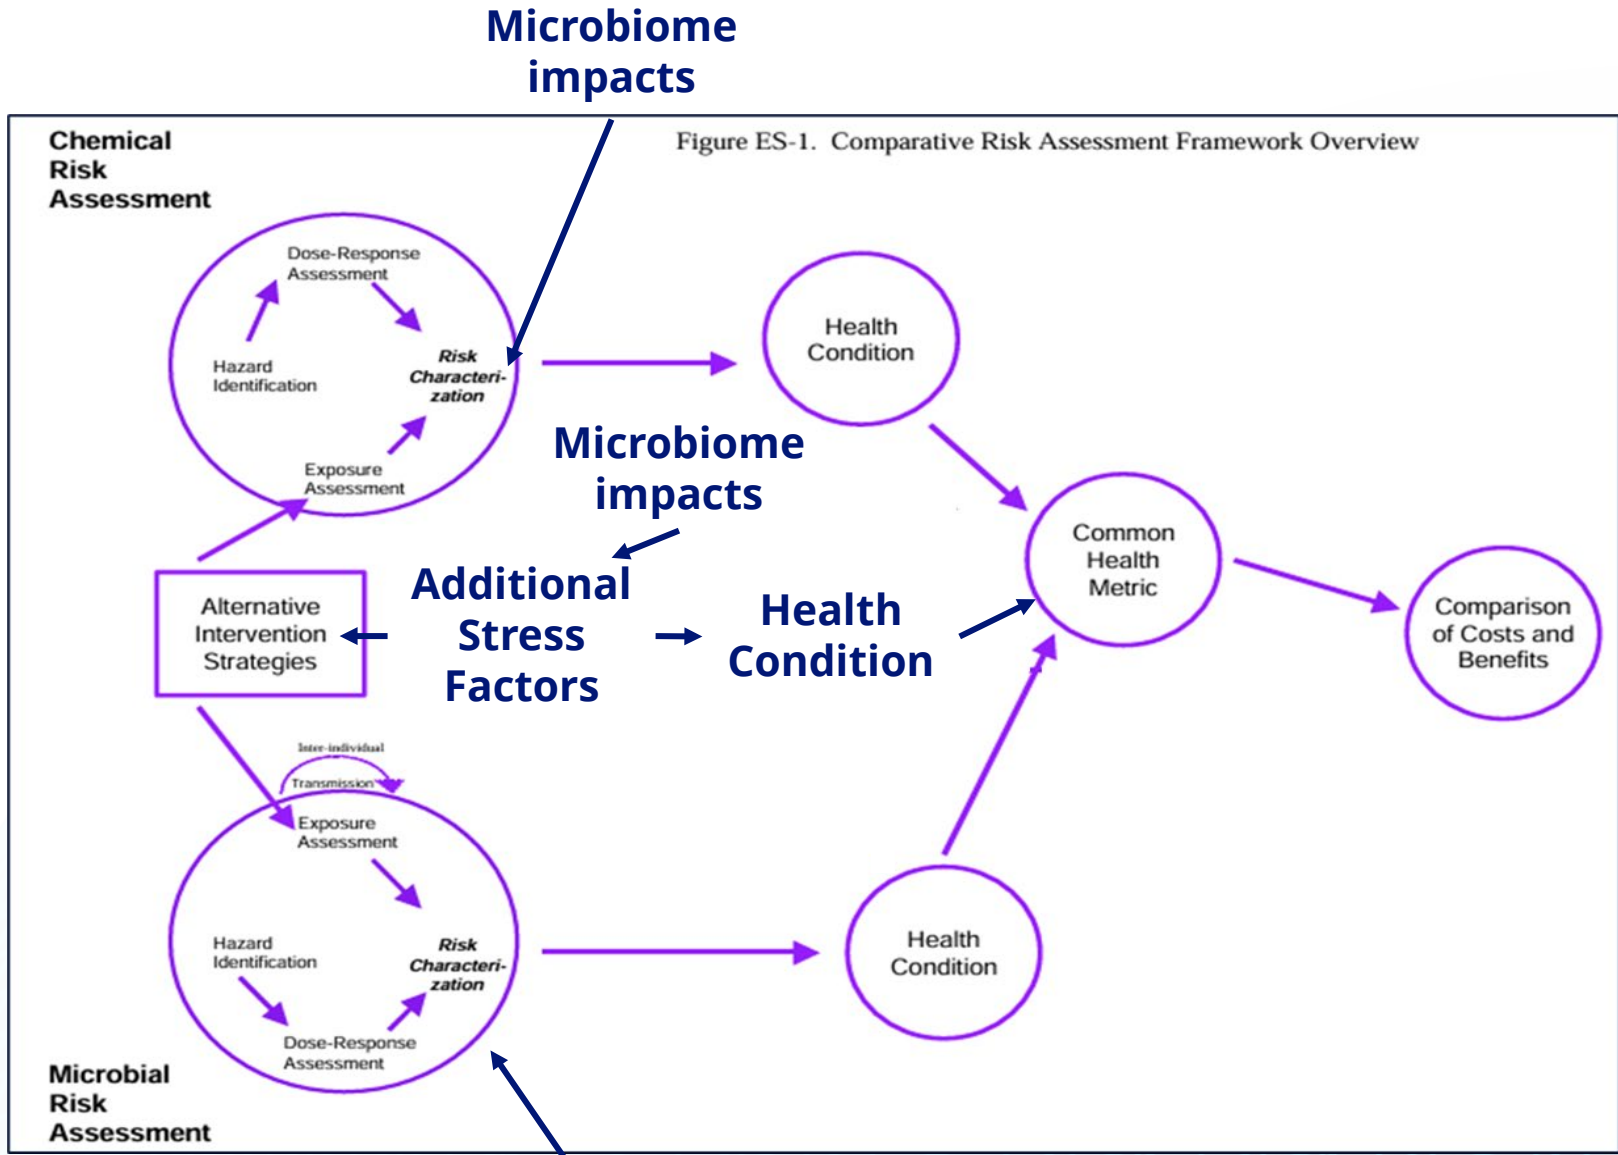 Microbiome
impacts
Chemical
Risk
Assessment
Figure ES-1.  Comparative Risk Assessment Framework Overview
Dose-Response
Assessment
Hazard
Identification
Risk
Characteri-
zation
Exposure
Assessment
Health
Condition
Microbiome
impacts
Common
Health
Metric
Additional
Stress
Factors
Health
Condition
Alternative
Intervention
Strategies
Comparison
of Costs and
Benefits
Inter-individual
Transmission
Exposure
Assessment
Hazard
Identification
Risk
Characteri-
zation
Dose-Response
Assessment
Health
Condition
Microbial
Risk
Assessment